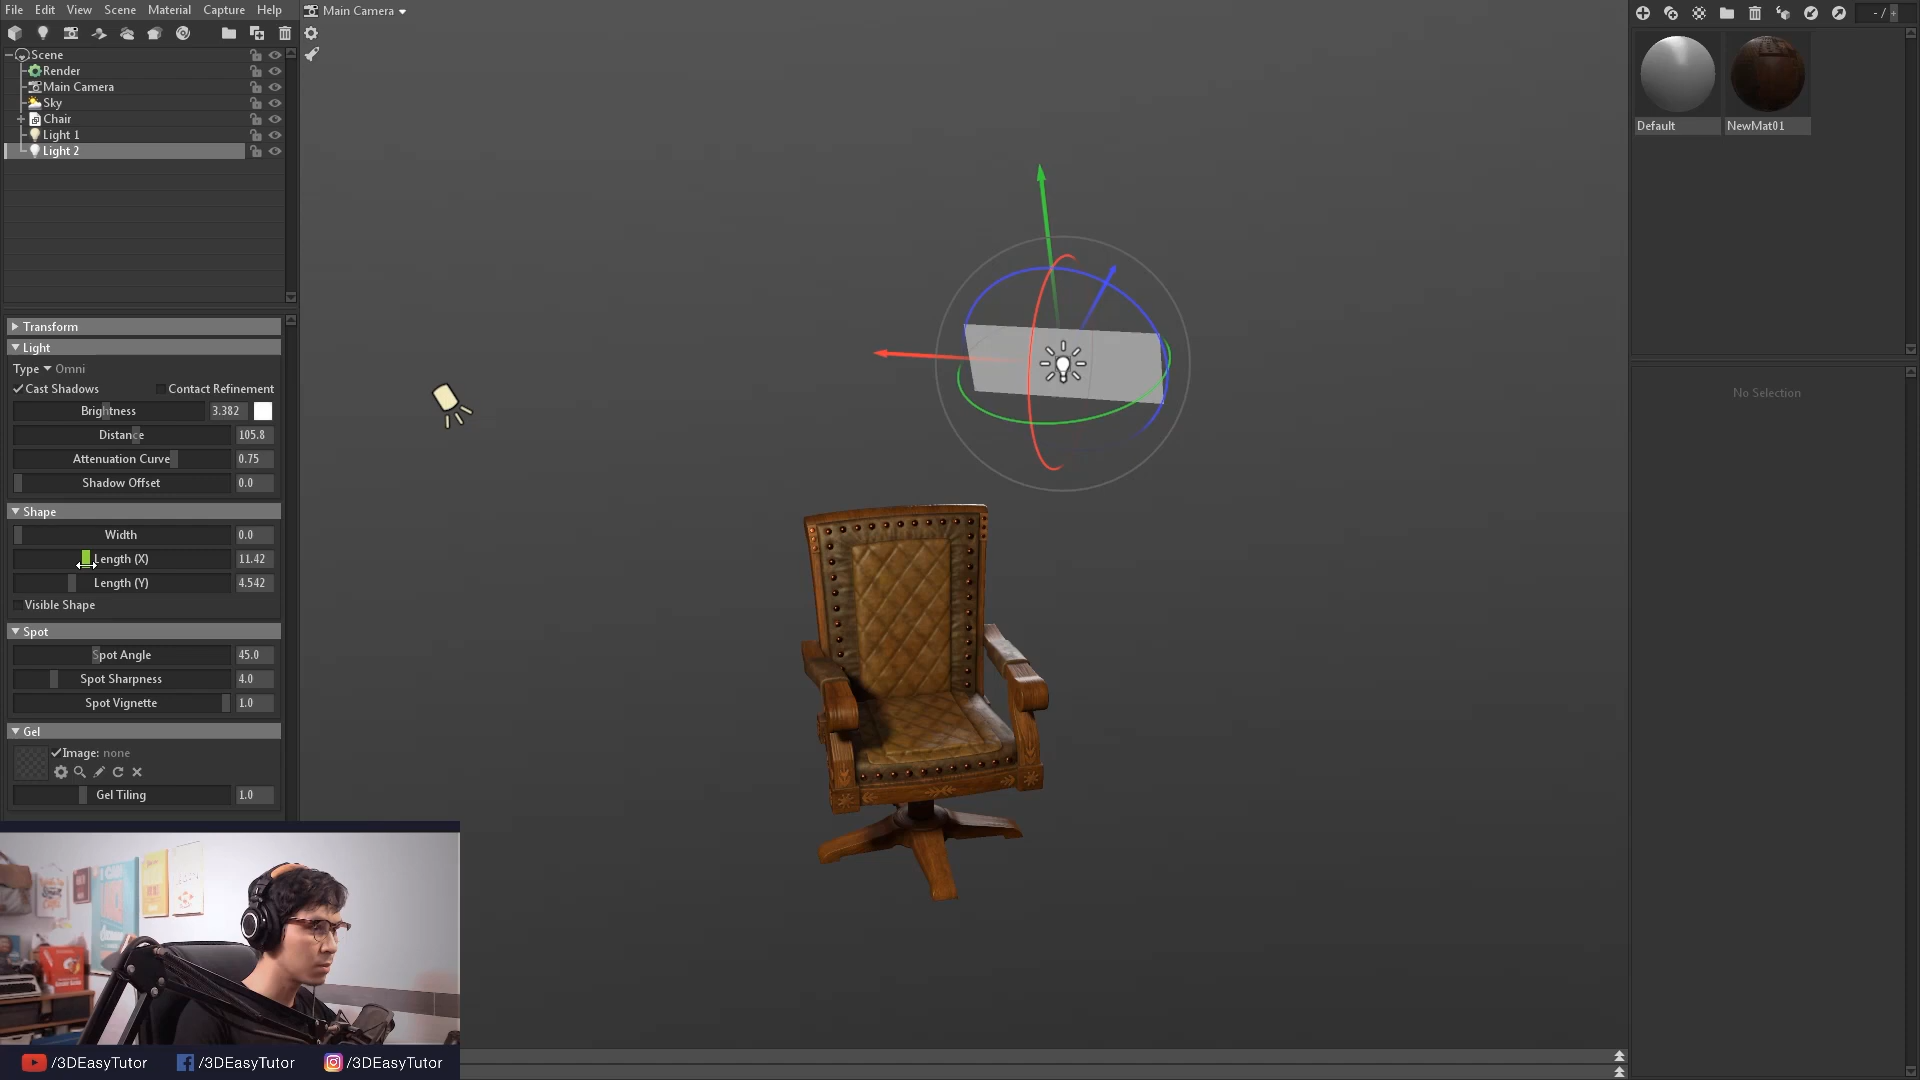 File Edit View Scene Material Capture Help
Main Camera
- /
Scene
Render
Main Camera
Sky
Chair
Light 1
Light 2
Default
NewMat01
Transform
Light
Type Omni
Cast Shadows
Contact Refinement
Brightness 3.382
Distance 105.8
Attenuation Curve 0.75
Shadow Offset 0.0
Shape
Width 0.0
Length (X) 11.42
Length (Y) 4.542
Visible Shape
Spot
Spot Angle 45.0
Spot Sharpness 4.0
Spot Vignette 1.0
Gel
Image: none
Gel Tiling 1.0
No Selection
/3DEasyTutor /3DEasyTutor /3DEasyTutor